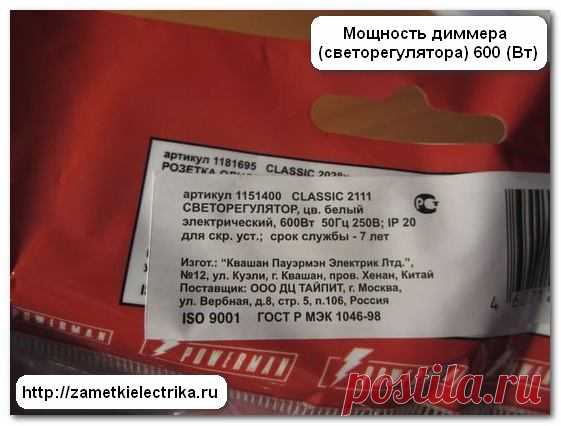 Мощность диммера
(светорегулятора) 600 (Вт)
артикул 1181695 CLASSIC
РОЗЕТКА
артикул 1151400 CLASSIC 2111
СВЕТОРЕГУЛЯТОР, цв. белый
электрический, 600Вт 50Гц 250В; IP 20
для скр. уст.; срок службы - 7 лет
Изгот.: "Квашан Пауэрмэн Электрик Лтд.",
№12, ул. Куэли, г. Квашан, пров. Хенан, Китай
Поставщик: ООО ДЦ ТАЙПИТ, г. Москва,
ул. Вербная, д.8, стр. 5, п.106, Россия
ISO 9001 ГОСТ Р МЭК 1046-98
POWERMAN
http://zametkielectrika.ru
postila.ru